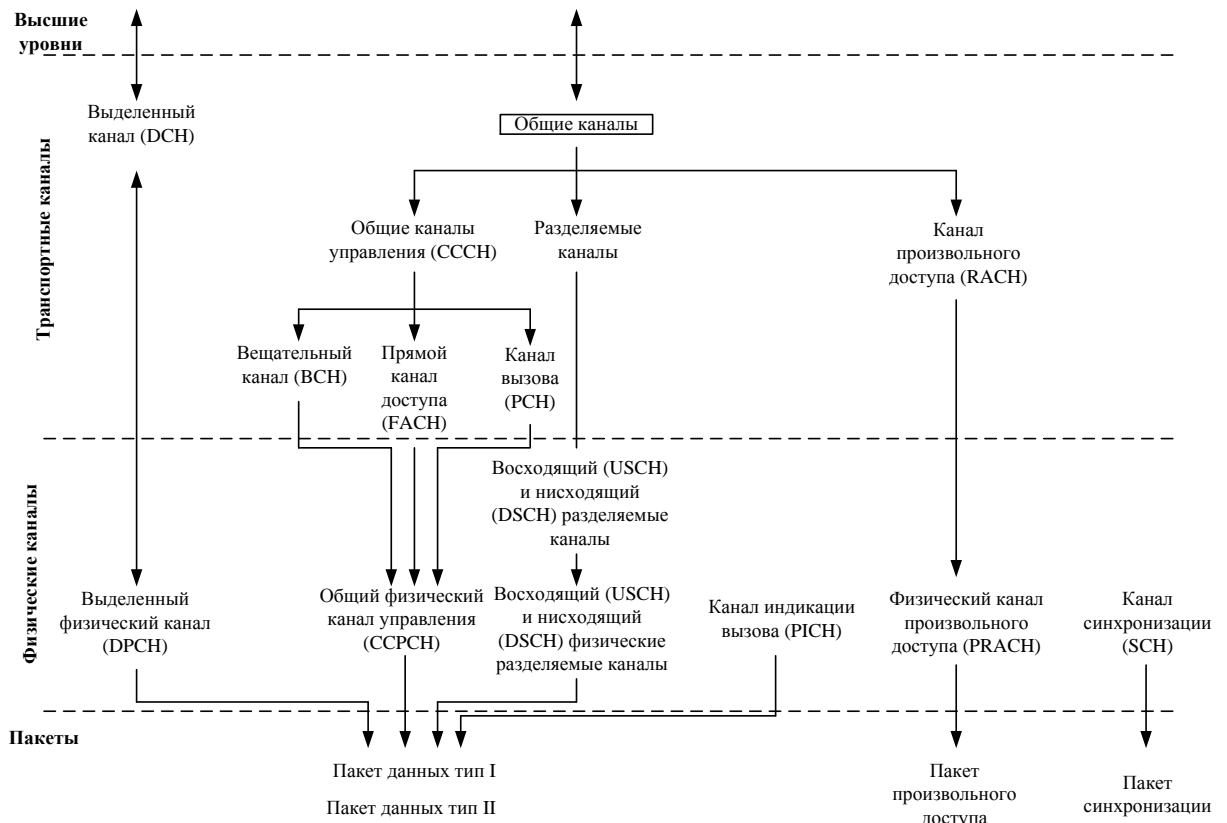 Высшие
уровни
Транспортные каналы
Выделенный
канал (DCH)
Общие каналы
Общие каналы
управления (CCCH)
Разделяемые
каналы
Канал
произвольного
доступа (RACH)
Вещательный
канал (BCH)
Прямой
канал
доступа
(FACH)
Канал
вызова
(PCH)
Физические каналы
Восходящий (USCH)
и нисходящий
(DSCH) разделяемые
каналы
Выделенный
физический канал
(DPCH)
Общий физический
канал управления
(CCPCH)
Восходящий (USCH)
и нисходящий
(DSCH) физические
разделяемые каналы
Канал индикации
вызова (PICH)
Физический канал
произвольного
доступа (PRACH)
Канал
синхронизации
(SCH)
Пакеты
Пакет данных тип I
Пакет данных тип II
Пакет
произвольного
доступа
Пакет
синхронизации